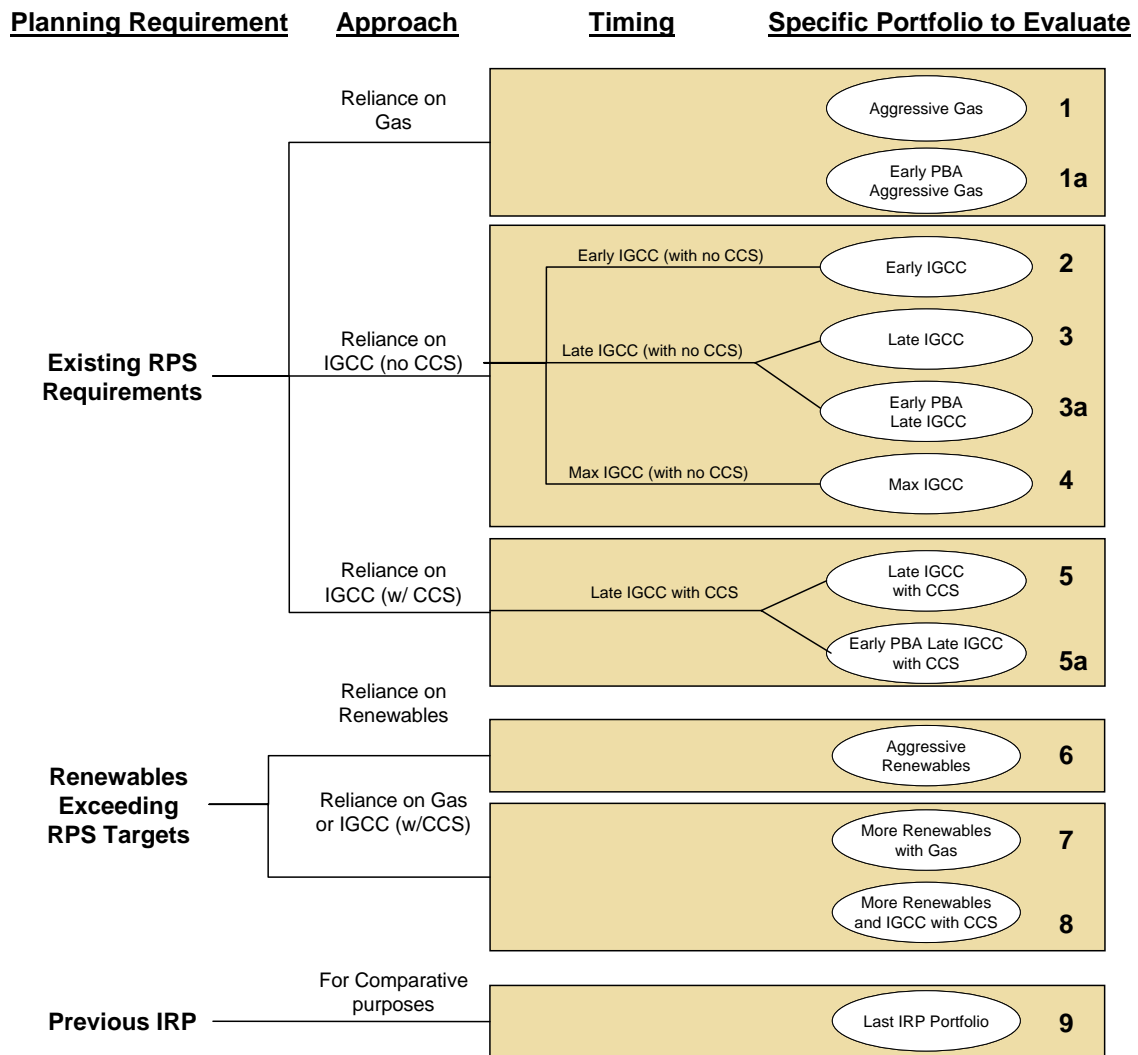 Planning Requirement
Approach
Timing
Specific Portfolio to Evaluate
Existing RPS
Requirements
Reliance on
Gas
Aggressive Gas
1
Early PBA
Aggressive Gas
1a
Reliance on
IGCC (no CCS)
Early IGCC (with no CCS)
Early IGCC
2
Late IGCC (with no CCS)
Late IGCC
3
Early PBA
Late IGCC
3a
Max IGCC (with no CCS)
Max IGCC
4
Reliance on
IGCC (w/ CCS)
Late IGCC with CCS
Late IGCC
with CCS
5
Early PBA Late IGCC
with CCS
5a
Renewables
Exceeding
RPS Targets
Reliance on
Renewables
Aggressive
Renewables
6
Reliance on Gas
or IGCC (w/CCS)
More Renewables
with Gas
7
More Renewables
and IGCC with CCS
8
Previous IRP
For Comparative
purposes
Last IRP Portfolio
9